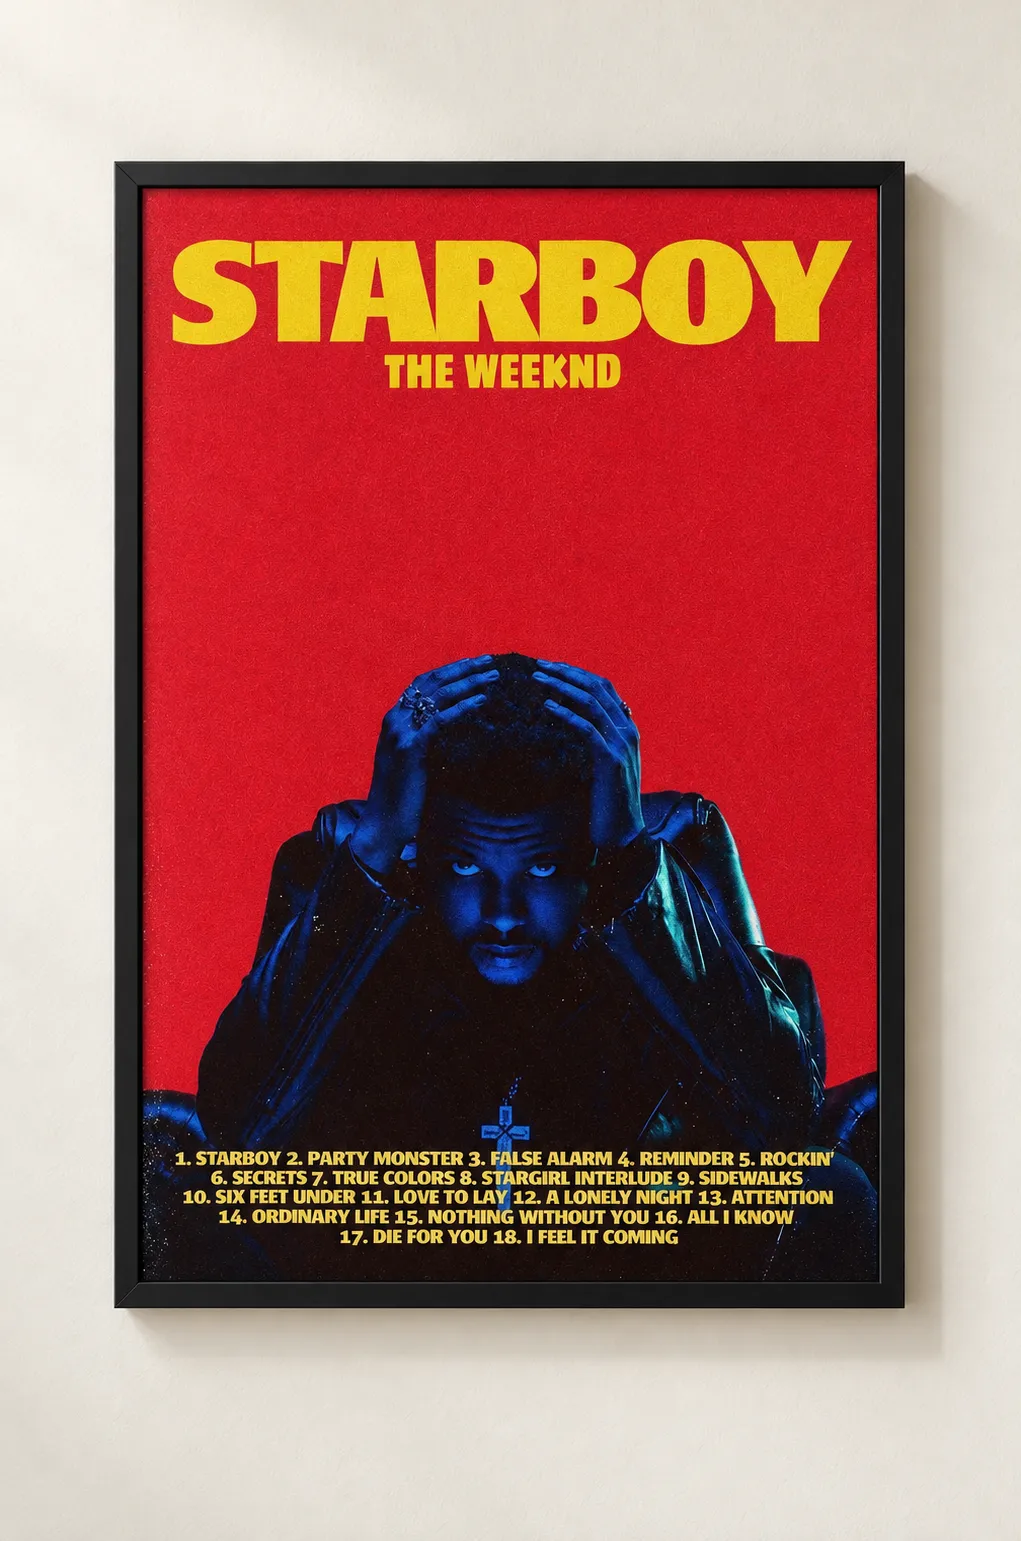 STARBOY
THE WEEKND
1. STARBOY 2. PARTY MONSTER 3. FALSE ALARM 4. REMINDER 5. ROCKIN'
6. SECRETS 7. TRUE COLORS 8. STARGIRL INTERLUDE 9. SIDEWALKS
10. SIX FEET UNDER 11. LOVE TO LAY 12. A LONELY NIGHT 13. ATTENTION
14. ORDINARY LIFE 15. NOTHING WITHOUT YOU 16. ALL I KNOW
17. DIE FOR YOU 18. I FEEL IT COMING